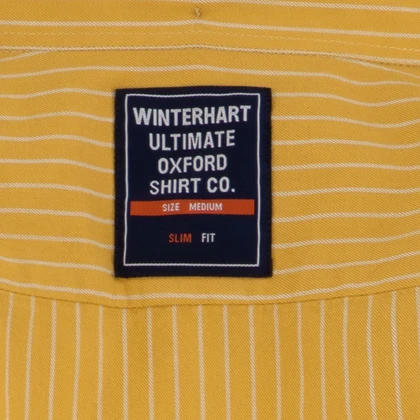 WINTERHART
ULTIMATE
OXFORD
SHIRT CO.
SIZE MEDIUM
SLIM FIT